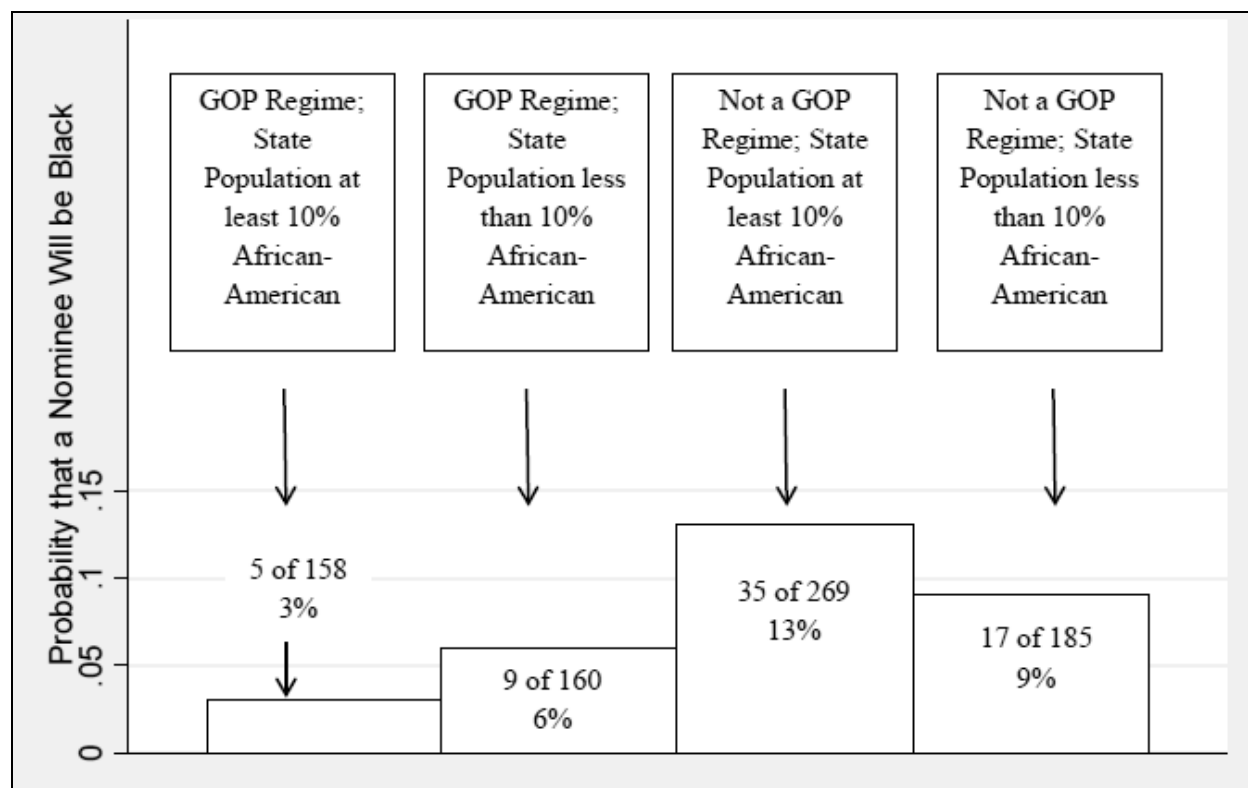 Probability that a Nominee Will be Black
GOP Regime;
State
Population at
least 10%
African-
American
GOP Regime;
State
Population less
than 10%
African-
American
Not a GOP
Regime; State
Population at
least 10%
African-
American
Not a GOP
Regime; State
Population less
than 10%
African-
American
.15
.1
.05
0
5 of 158
3%
9 of 160
6%
35 of 269
13%
17 of 185
9%